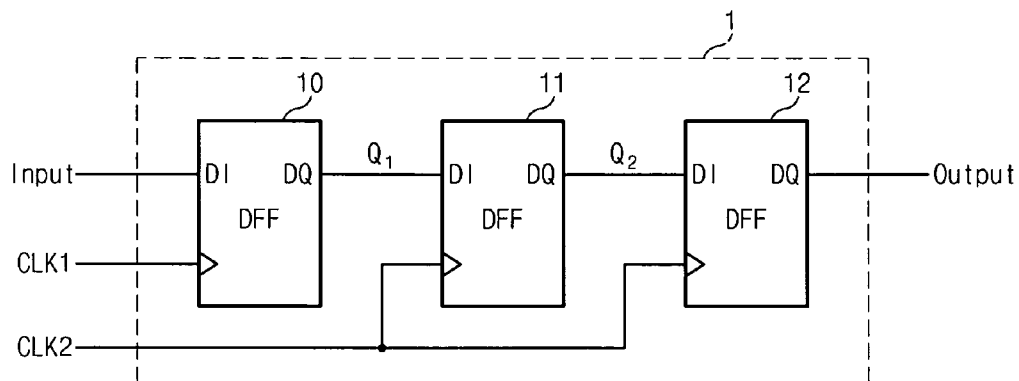 1
10
11
12
Input
DI
DQ
DFF
Q₁
DI
DQ
DFF
Q₂
DI
DQ
DFF
Output
CLK1
CLK2